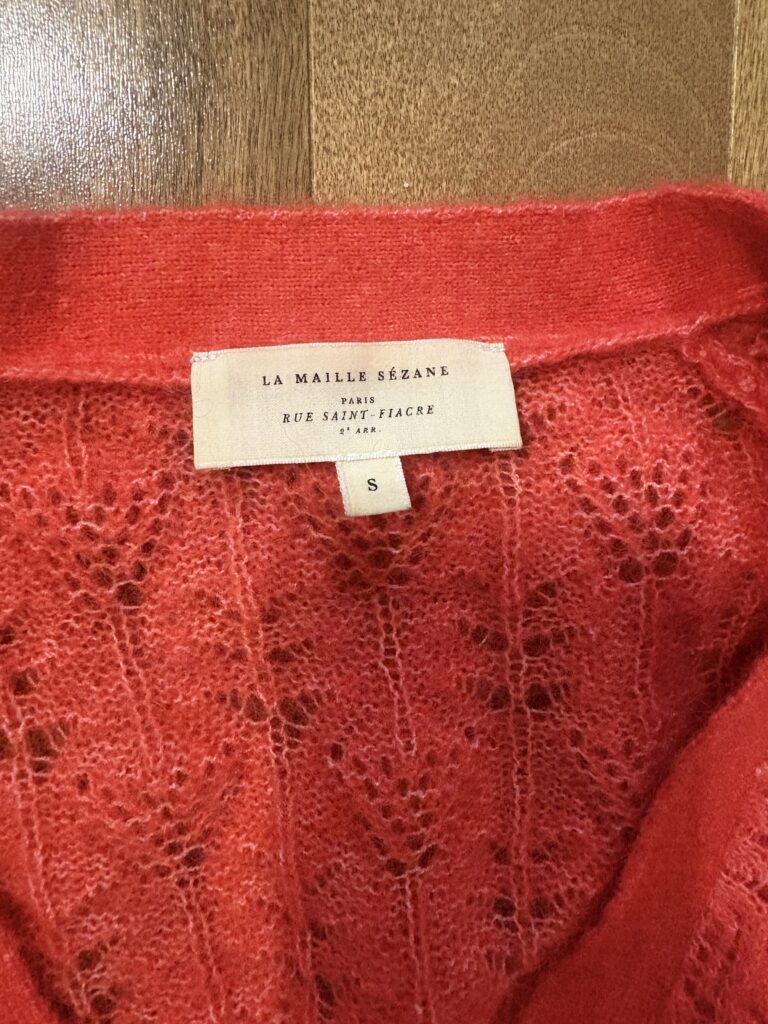 LA MAILLE SÉZANE
PARIS
RUE SAINT-FIACRE
2ᵉ ARR.
S